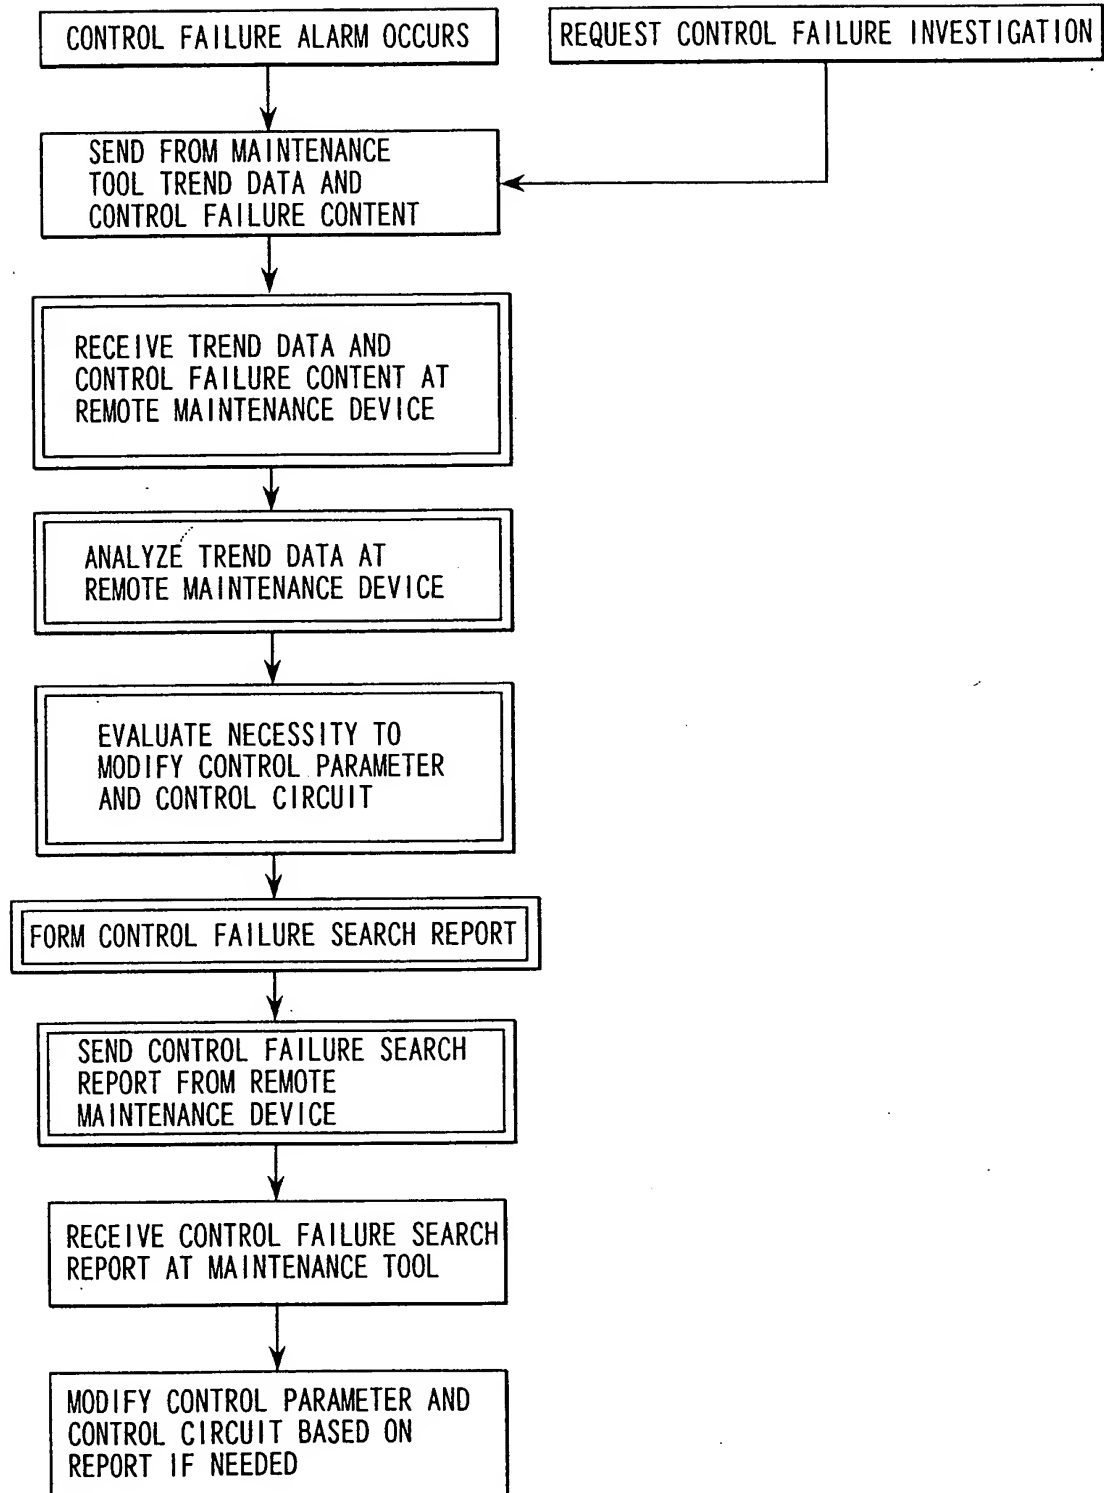 CONTROL FAILURE ALARM OCCURS
REQUEST CONTROL FAILURE INVESTIGATION
SEND FROM MAINTENANCE
TOOL TREND DATA AND
CONTROL FAILURE CONTENT
RECEIVE TREND DATA AND
CONTROL FAILURE CONTENT AT
REMOTE MAINTENANCE DEVICE
ANALYZE TREND DATA AT
REMOTE MAINTENANCE DEVICE
EVALUATE NECESSITY TO
MODIFY CONTROL PARAMETER
AND CONTROL CIRCUIT
FORM CONTROL FAILURE SEARCH REPORT
SEND CONTROL FAILURE SEARCH
REPORT FROM REMOTE
MAINTENANCE DEVICE
RECEIVE CONTROL FAILURE SEARCH
REPORT AT MAINTENANCE TOOL
MODIFY CONTROL PARAMETER AND
CONTROL CIRCUIT BASED ON
REPORT IF NEEDED